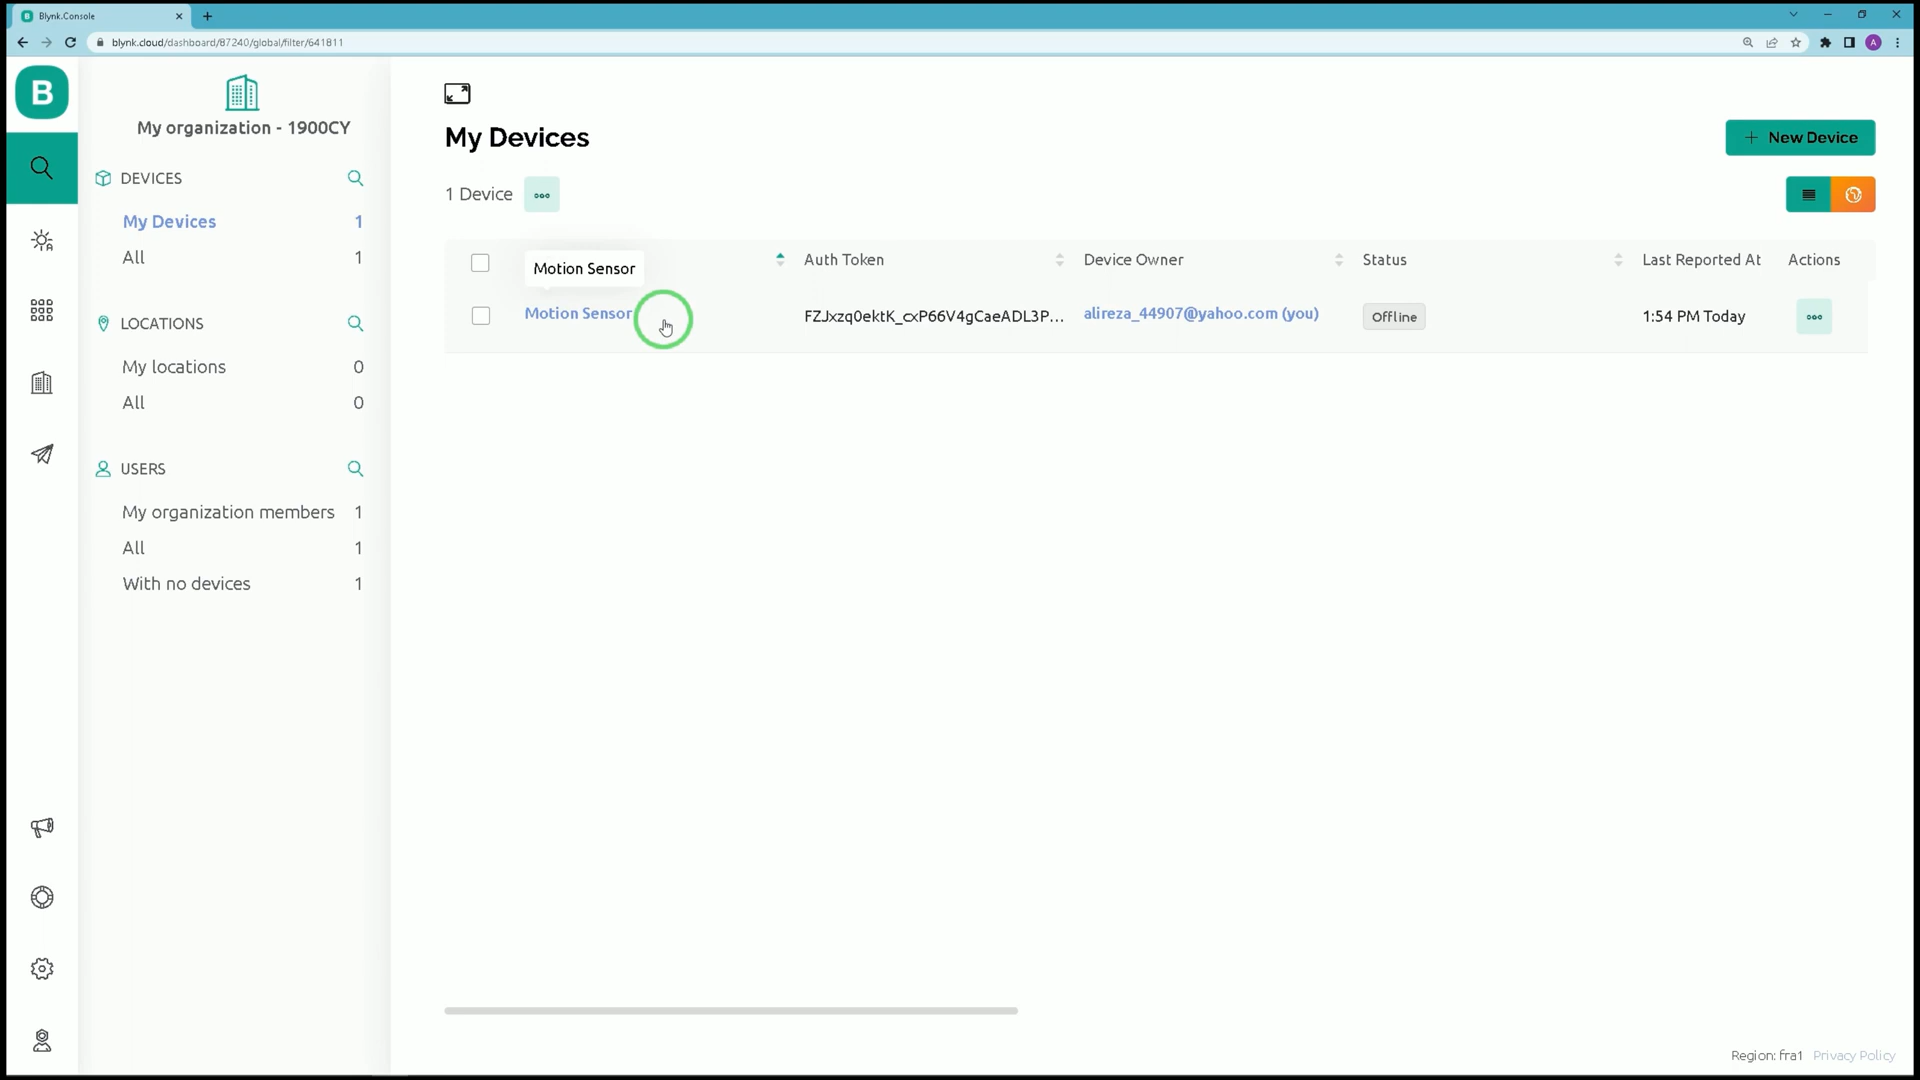 Blynk.Console
blynk.cloud/dashboard/87240/global/filter/641811
A
B
My organization - 1900CY
DEVICES
My Devices 1
All 1
LOCATIONS
My locations 0
All 0
USERS
My organization members 1
All 1
With no devices 1
My Devices
+ New Device
1 Device
Motion Sensor
Auth Token
Device Owner
Status
Last Reported At
Actions
Motion Sensor
FZJxzq0ektK_cxP66V4gCaeADL3P...
alireza_44907@yahoo.com (you)
Offline
1:54 PM Today
Region: fra1 Privacy Policy